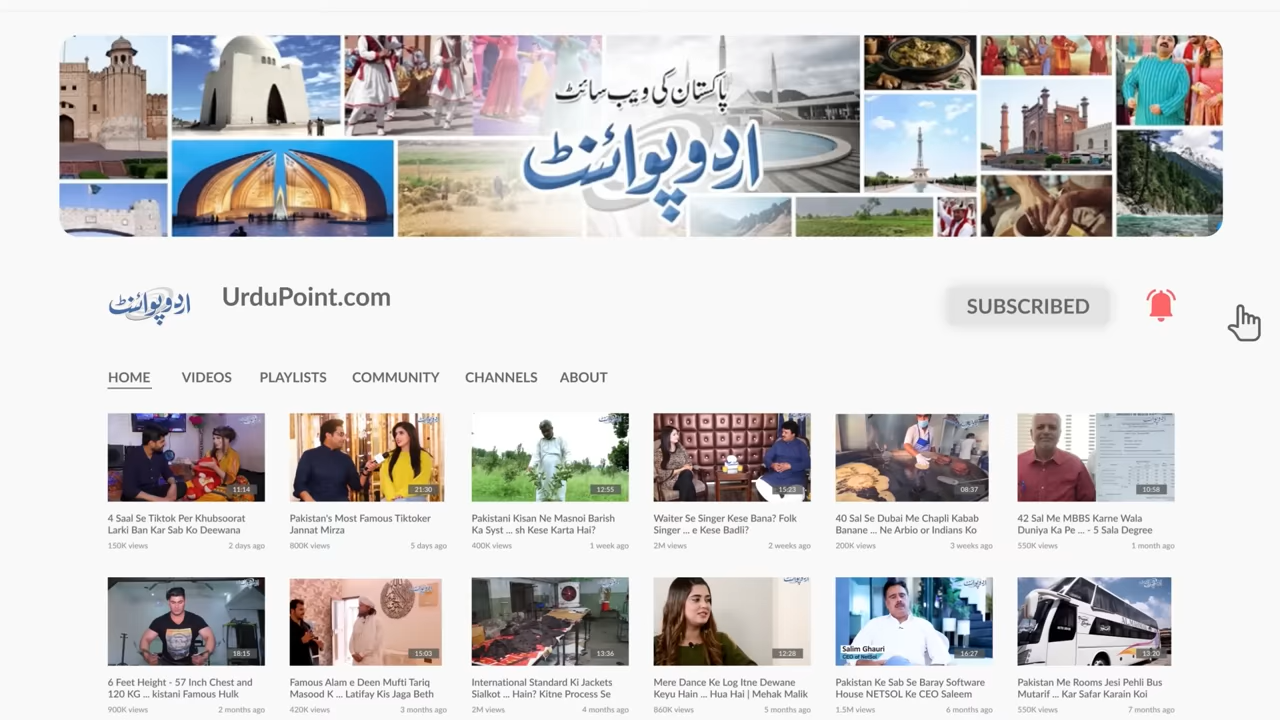 پاکستان کی ویب سائٹ
اردوپوائنٹ
اردوپوائنٹ
UrduPoint.com
SUBSCRIBED
HOME
VIDEOS
PLAYLISTS
COMMUNITY
CHANNELS
ABOUT
11:14
21:30
12:55
15:23
08:37
10:58
4 Saal Se Tiktok Per Khubsoorat
Larki Ban Kar Sab Ko Deewana
150K views
2 days ago
Pakistan's Most Famous Tiktoker
Jannat Mirza
800K views
5 days ago
Pakistani Kisan Ne Masnoi Barish
Ka Syst ... sh Kese Karta Hai?
400K views
1 week ago
Waiter Se Singer Kese Bana? Folk
Singer ... e Kese Badli?
2M views
2 weeks ago
40 Sal Se Dubai Me Chapli Kabab
Banane ... Ne Arbio or Indians Ko
200K views
3 weeks ago
42 Sal Me MBBS Karne Wala
Duniya Ka Pe ... - 5 Sala Degree
550K views
1 month ago
18:15
15:03
13:36
12:28
Salim Ghauri
CEO of NetSol
16:27
13:20
6 Feet Height - 57 Inch Chest and
120 KG ... kistani Famous Hulk
900K views
2 months ago
Famous Alam e Deen Mufti Tariq
Masood K ... Latifay Kis Jaga Beth
420K views
3 months ago
International Standard Ki Jackets
Sialkot ... Hain? Kitne Process Se
2M views
4 months ago
Mere Dance Ke Log Itne Dewane
Keyu Hain ... Hua Hai | Mehak Malik
860K views
5 months ago
Pakistan Ke Sab Se Baray Software
House NETSOL Ke CEO Saleem
1.5M views
6 months ago
Pakistan Me Rooms Jesi Pehli Bus
Mutarif ... Kar Safar Karain Koi
550K views
7 months ago